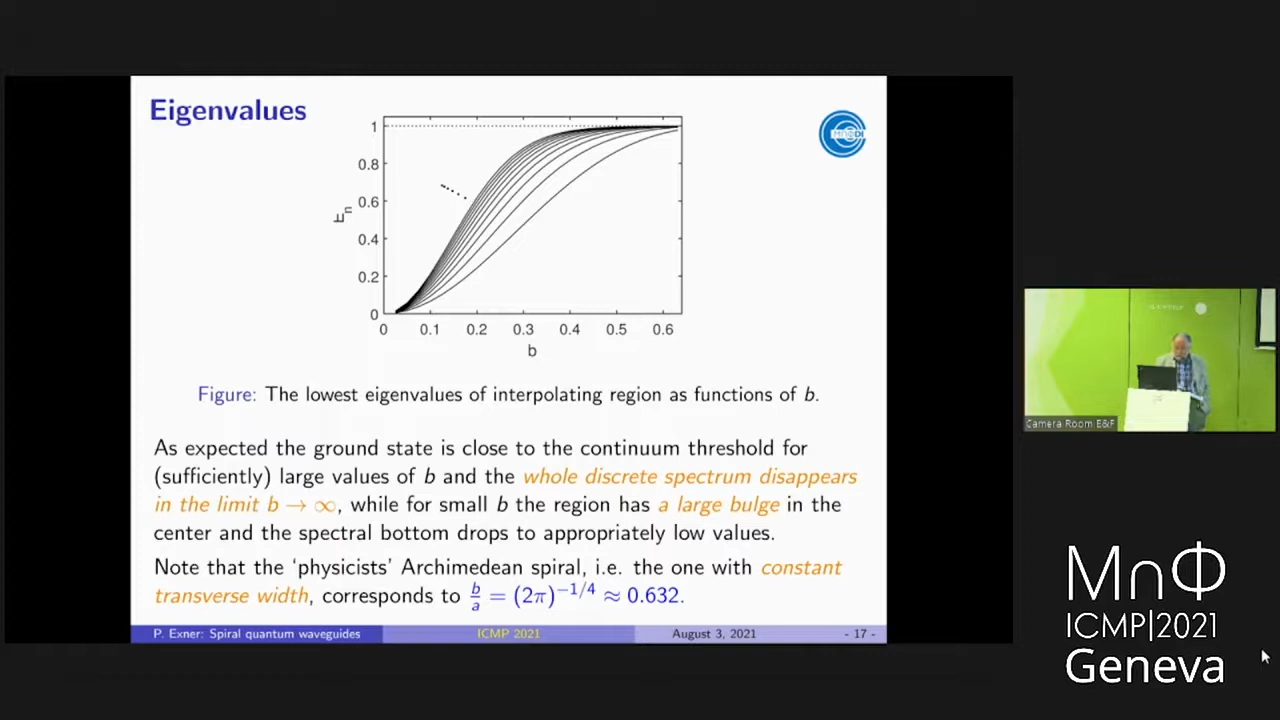 Eigenvalues
1
0.8
0.6
0.4
0.2
0
E_n
0 0.1 0.2 0.3 0.4 0.5 0.6
b
Figure: The lowest eigenvalues of interpolating region as functions of b.
As expected the ground state is close to the continuum threshold for
(sufficiently) large values of b and the whole discrete spectrum disappears
in the limit b → ∞, while for small b the region has a large bulge in the
center and the spectral bottom drops to appropriately low values.
Note that the ‘physicists’ Archimedean spiral, i.e. the one with constant
transverse width, corresponds to b/a = (2π)^{−1/4} ≈ 0.632.
P. Exner: Spiral quantum waveguides ICMP 2021 August 3, 2021 - 17 -
Camera Room E&F
MnΦ
ICMP|2021
Geneva